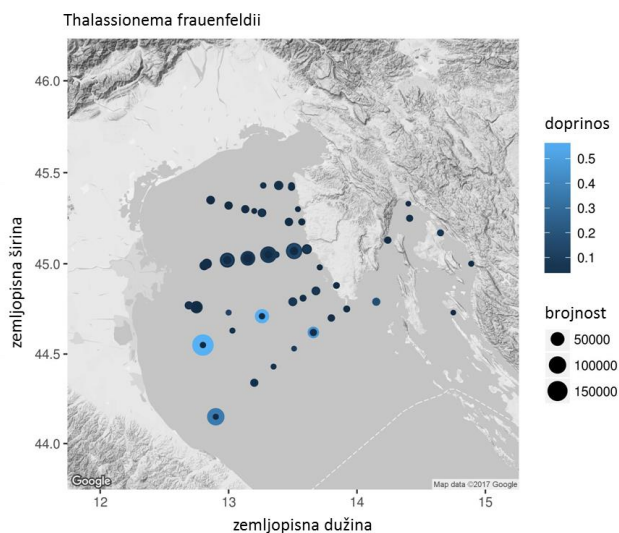 Thalassionema frauenfeldii
46.0
45.5
45.0
44.5
44.0
zemljopisna širina
12
13
14
15
zemljopisna dužina
Google
Map data ©2017 Google
doprinos
0.5
0.4
0.3
0.2
0.1
brojnost
50000
100000
150000